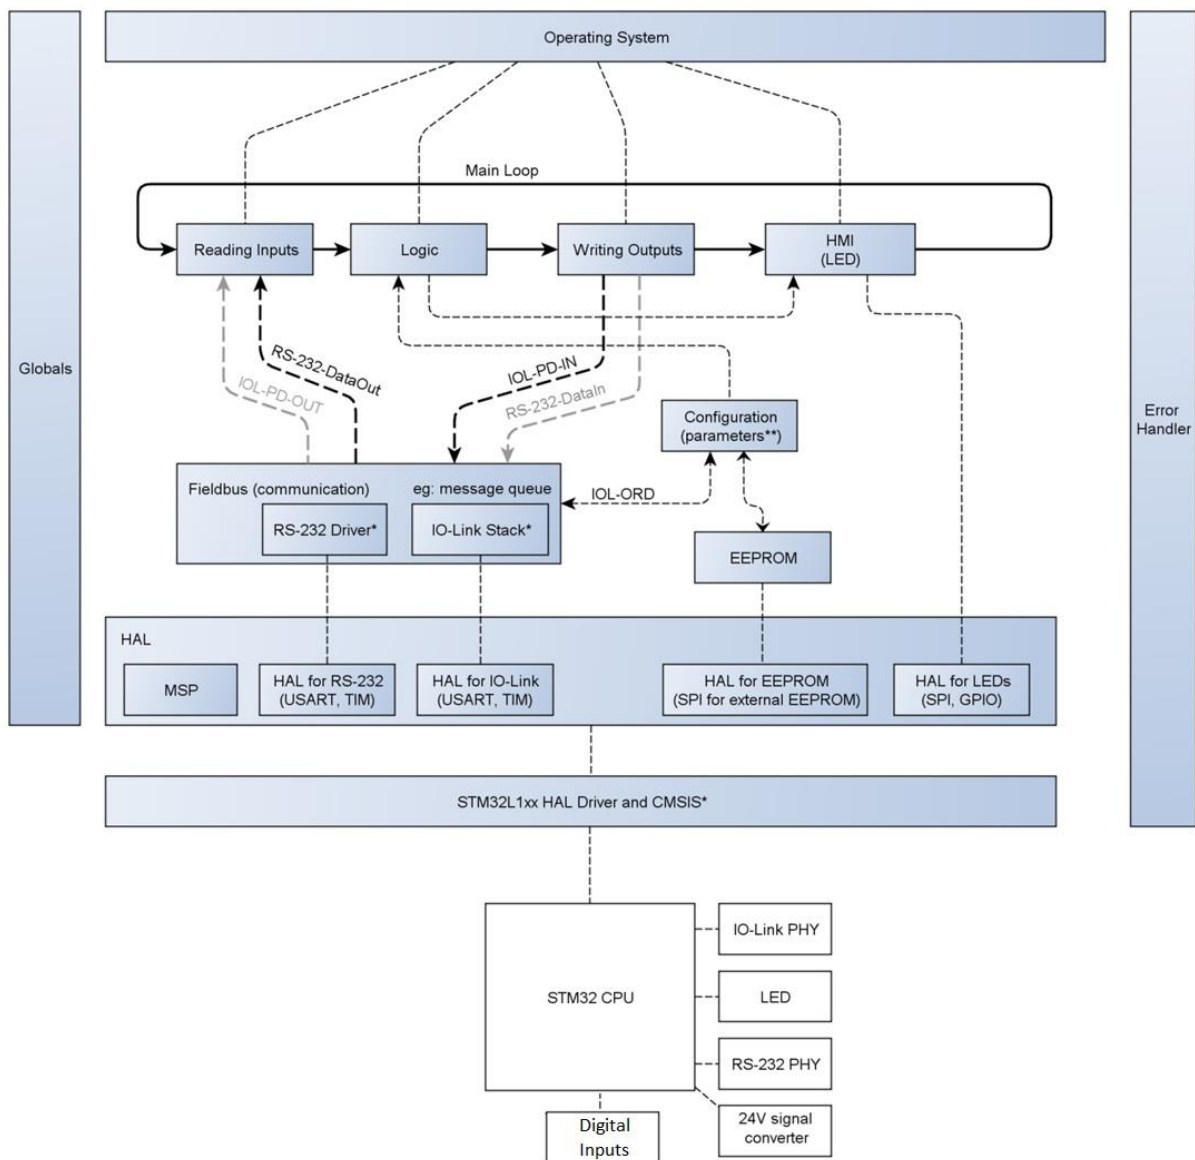 Operating System
Main Loop
Reading Inputs
Logic
Writing Outputs
HMI
(LED)
Globals
Error
Handler
RS-232-DataOut
IOL-PD-OUT
IOL-PD-IN
RS-232-DataIn
Configuration
(parameters**)
Fieldbus (communication)
eg: message queue
IOL-ORD
RS-232 Driver*
IO-Link Stack*
EEPROM
HAL
MSP
HAL for RS-232
(USART, TIM)
HAL for IO-Link
(USART, TIM)
HAL for EEPROM
(SPI for external EEPROM)
HAL for LEDs
(SPI, GPIO)
STM32L1xx HAL Driver and CMSIS*
STM32 CPU
IO-Link PHY
LED
RS-232 PHY
24V signal
converter
Digital
Inputs